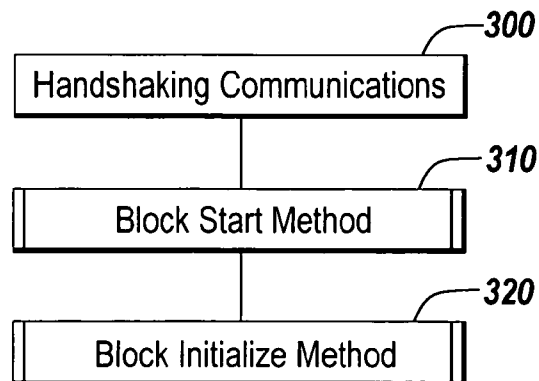 300
Handshaking Communications
310
Block Start Method
320
Block Initialize Method